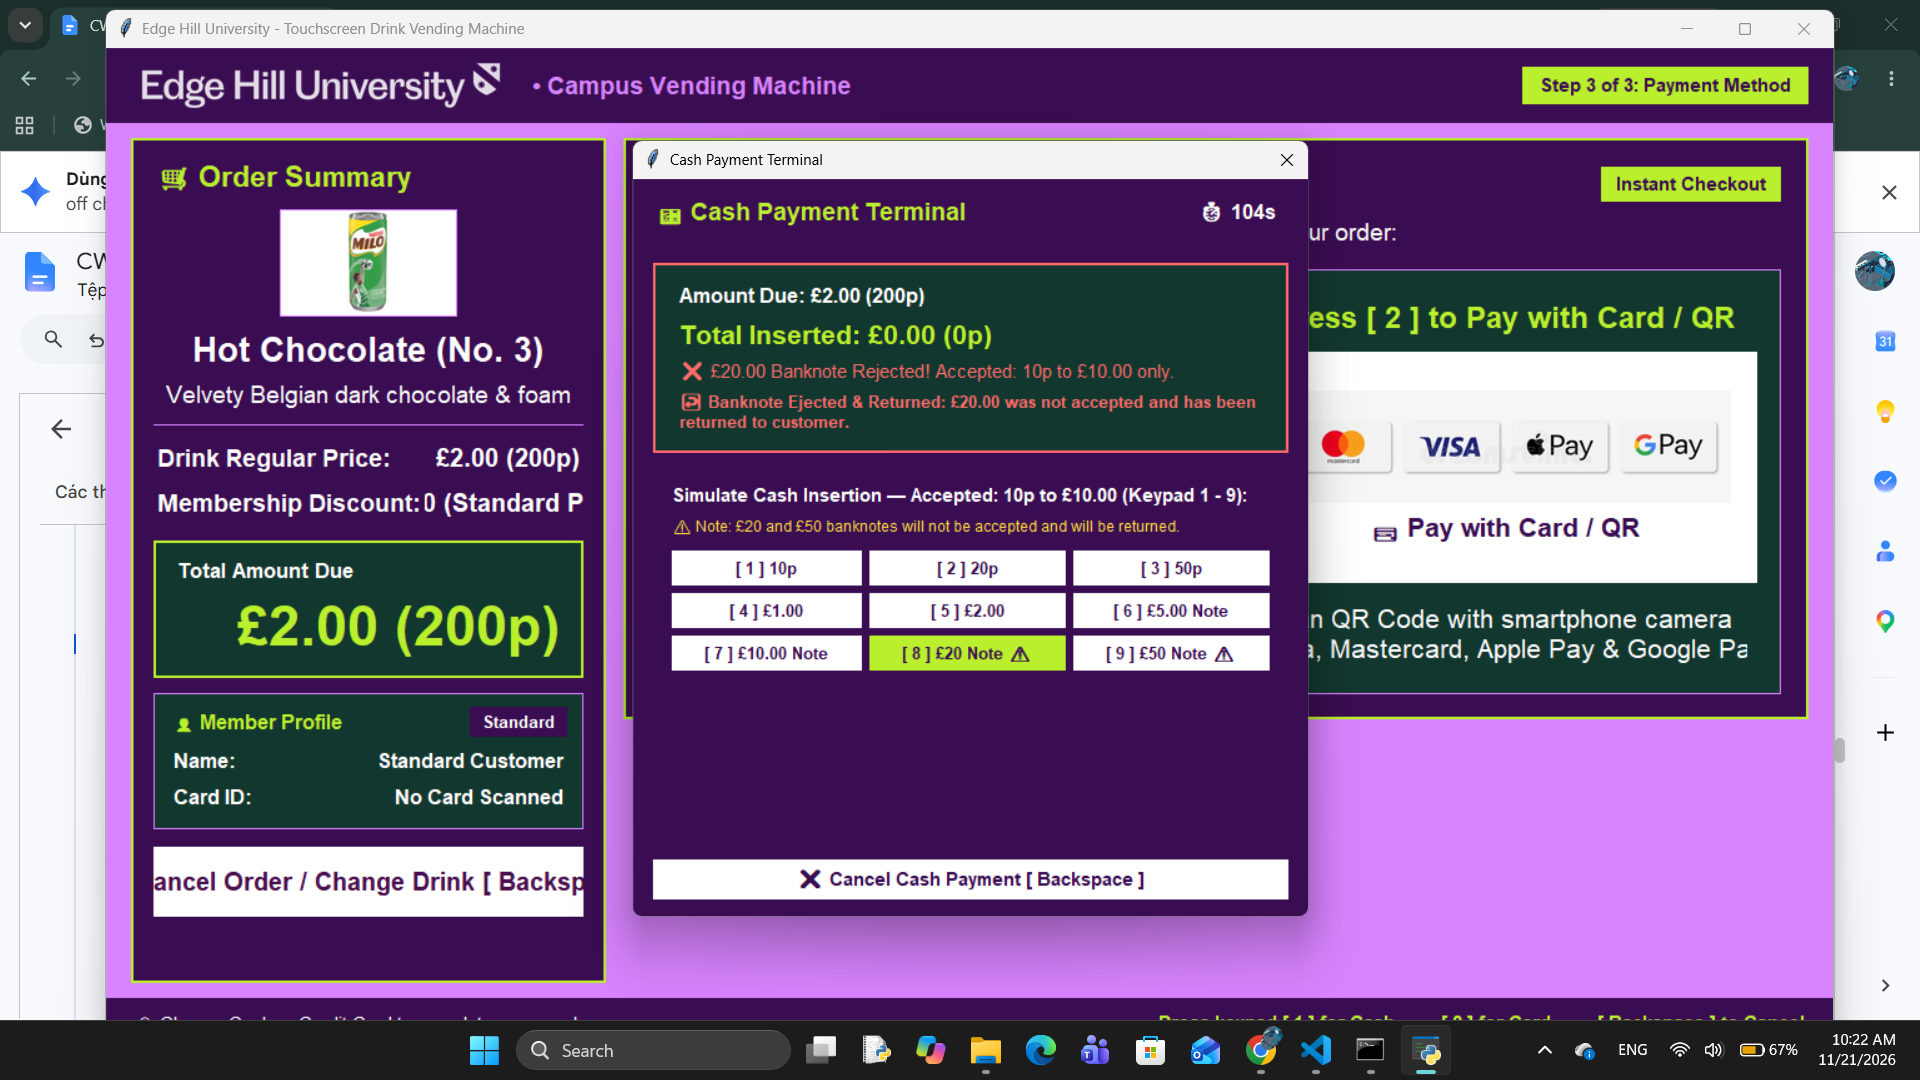 CW
Edge Hill University - Touchscreen Drink Vending Machine
Edge Hill University
• Campus Vending Machine
Step 3 of 3: Payment Method
Dùng
off ch
CW
Tệp
Các th
Order Summary
MILO
Hot Chocolate (No. 3)
Velvety Belgian dark chocolate & foam
Drink Regular Price: £2.00 (200p)
Membership Discount: 0 (Standard P
Total Amount Due
£2.00 (200p)
Member Profile
Standard
Name: Standard Customer
Card ID: No Card Scanned
ancel Order / Change Drink [ Backsp
Cash Payment Terminal
Cash Payment Terminal
104s
Amount Due: £2.00 (200p)
Total Inserted: £0.00 (0p)
❌ £20.00 Banknote Rejected! Accepted: 10p to £10.00 only.
Banknote Ejected & Returned: £20.00 was not accepted and has been
returned to customer.
Simulate Cash Insertion — Accepted: 10p to £10.00 (Keypad 1 - 9):
⚠ Note: £20 and £50 banknotes will not be accepted and will be returned.
[ 1 ] 10p
[ 2 ] 20p
[ 3 ] 50p
[ 4 ] £1.00
[ 5 ] £2.00
[ 6 ] £5.00 Note
[ 7 ] £10.00 Note
[ 8 ] £20 Note ⚠
[ 9 ] £50 Note ⚠
❌ Cancel Cash Payment [ Backspace ]
Instant Checkout
ur order:
ess [ 2 ] to Pay with Card / QR
mastercard
VISA
Pay
G Pay
Pay with Card / QR
n QR Code with smartphone camera
a, Mastercard, Apple Pay & Google Pa
31
Search
ENG
67%
10:22 AM
11/21/2026